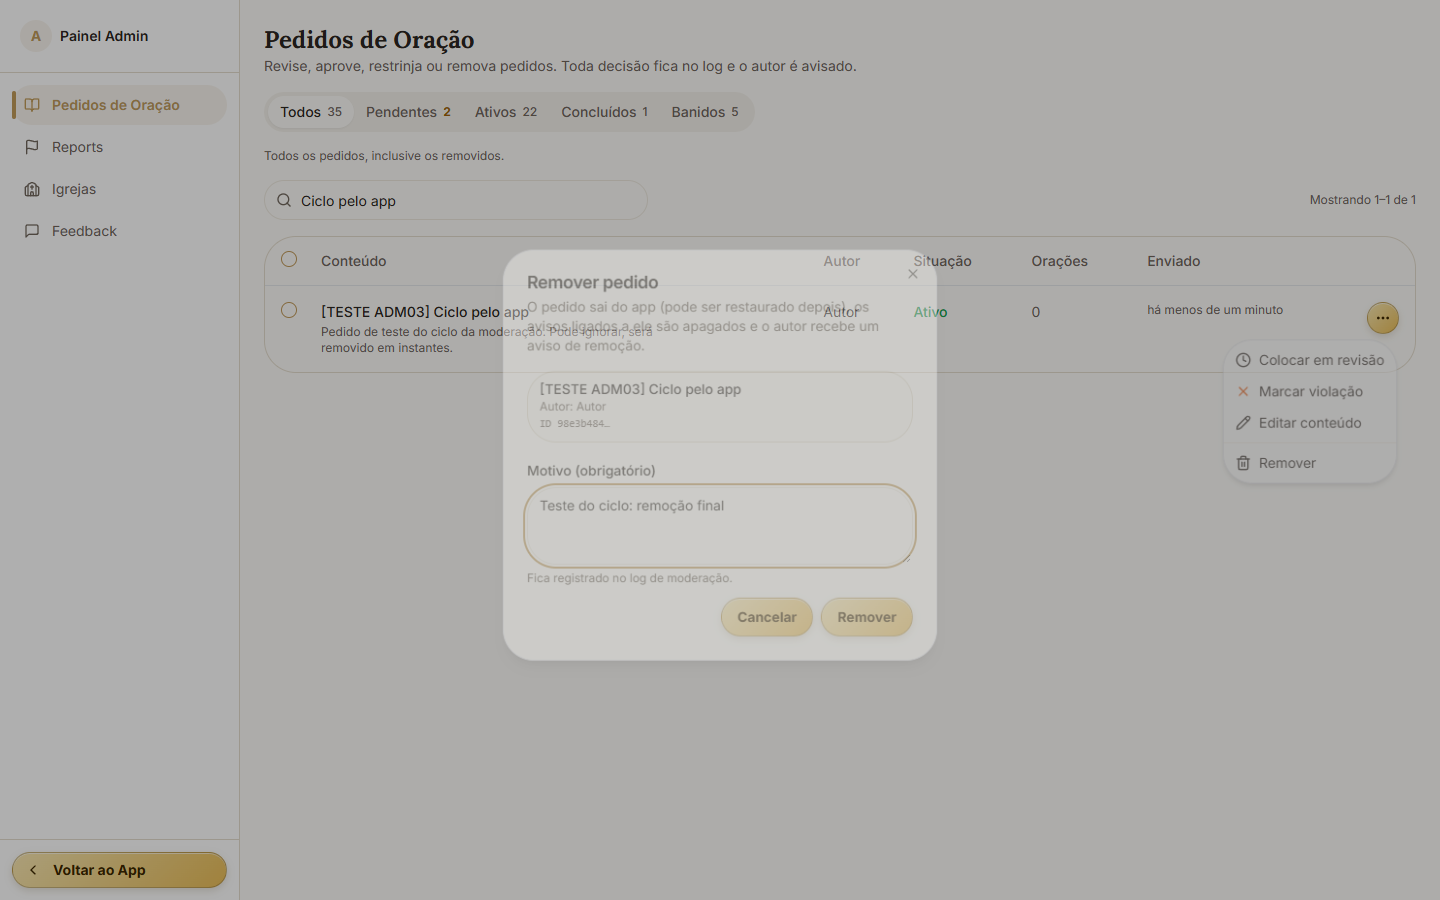 A
Painel Admin
Pedidos de Oração
Reports
Igrejas
Feedback
Voltar ao App
Pedidos de Oração
Revise, aprove, restrinja ou remova pedidos. Toda decisão fica no log e o autor é avisado.
Todos 35 Pendentes 2 Ativos 22 Concluídos 1 Banidos 5
Todos os pedidos, inclusive os removidos.
Ciclo pelo app
Mostrando 1–1 de 1
Conteúdo Autor Situação Orações Enviado
[TESTE ADM03] Ciclo pelo app Autor Ativo 0 há menos de um minuto
Pedido de teste do ciclo da moderação. Pode ignorar, será
removido em instantes.
Colocar em revisão
Marcar violação
Editar conteúdo
Remover
Remover pedido
O pedido sai do app (pode ser restaurado depois), os
avisos ligados a ele são apagados e o autor recebe um
aviso de remoção.
[TESTE ADM03] Ciclo pelo app
Autor: Autor
ID 98e3b484…
Motivo (obrigatório)
Teste do ciclo: remoção final
Fica registrado no log de moderação.
Cancelar Remover